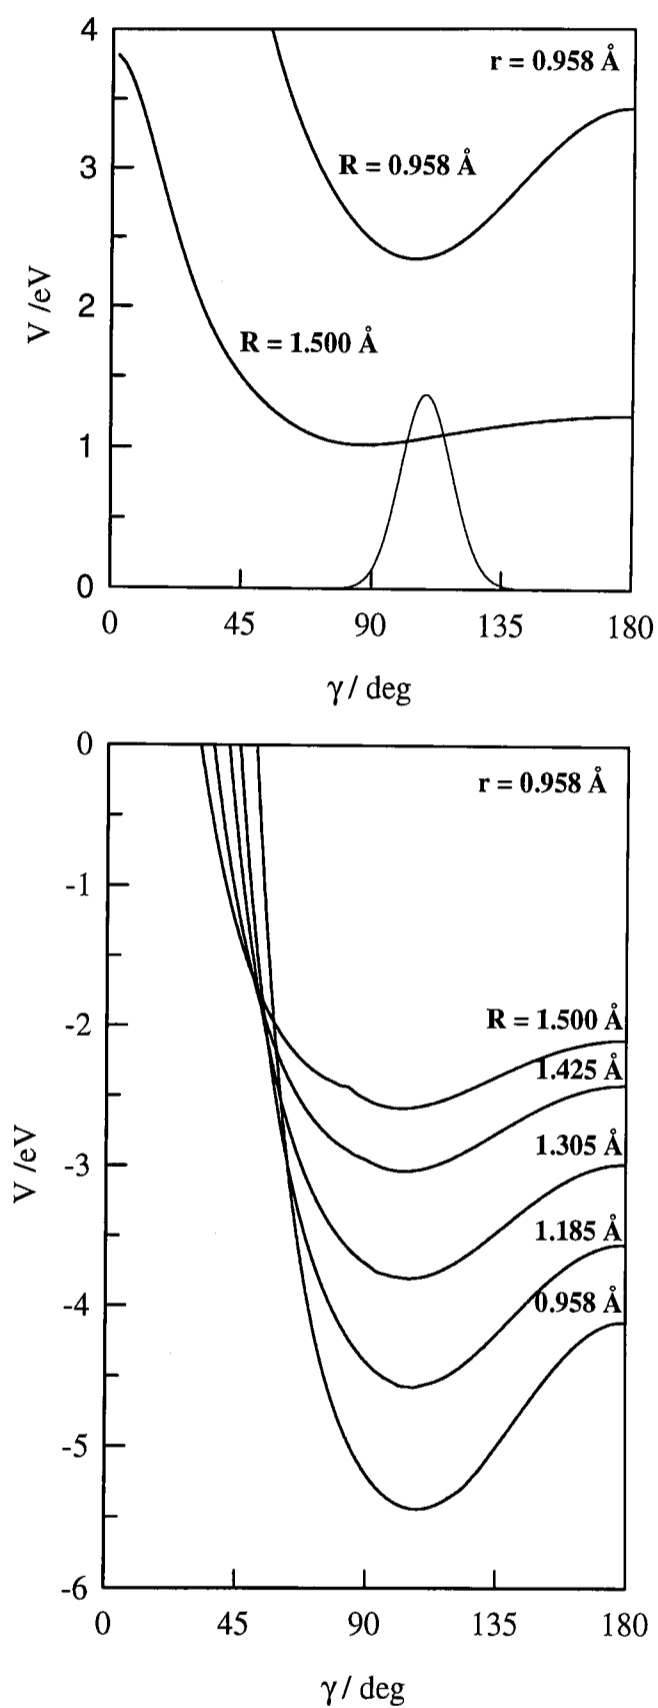 4
r = 0.958 Å
3
R = 0.958 Å
V /eV
2
R = 1.500 Å
1
0
0 45 90 135 180
γ / deg
0
r = 0.958 Å
-1
-2
R = 1.500 Å
1.425 Å
V /eV
-3
1.305 Å
1.185 Å
-4
0.958 Å
-5
-6
0 45 90 135 180
γ / deg